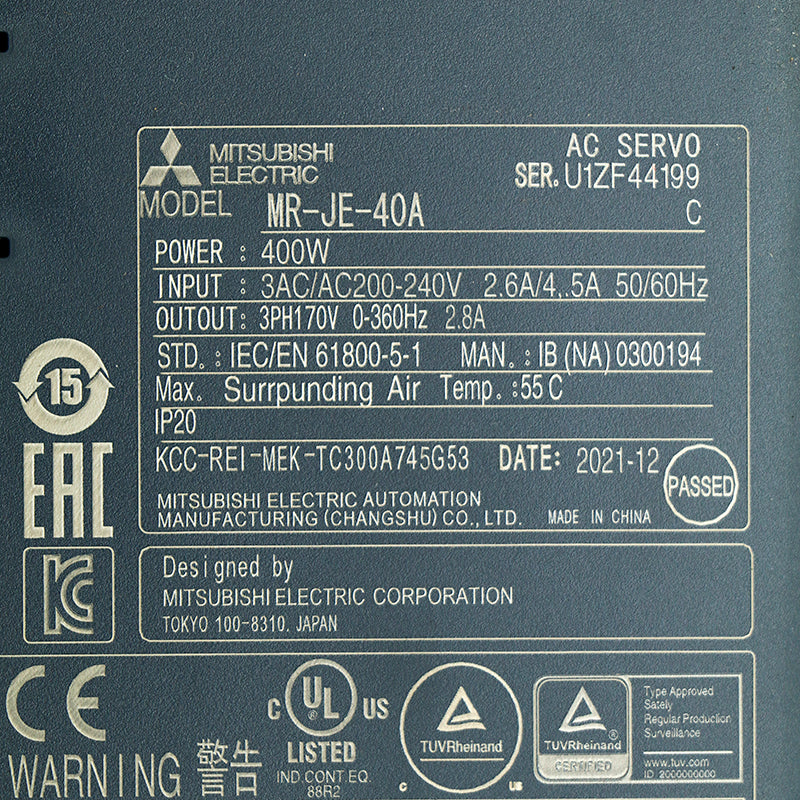 MITSUBISHI
ELECTRIC
AC SERVO
SER. U1ZF44199
MODEL MR-JE-40A C
POWER : 400W
INPUT : 3AC/AC200-240V 2.6A/4,.5A 50/60Hz
OUTOUT: 3PH170V 0-360Hz 2.8A
STD. : IEC/EN 61800-5-1 MAN. : IB (NA) 0300194
Max. Surrpunding Air Temp. :55 C
IP20
KCC-REI-MEK-TC300A745G53 DATE: 2021-12
PASSED
MITSUBISHI ELECTRIC AUTOMATION
MANUFACTURING (CHANGSHU) CO., LTD. MADE IN CHINA
15
EAC
KC
Designed by
MITSUBISHI ELECTRIC CORPORATION
TOKYO 100-8310. JAPAN
CE
C UL US
®
LISTED
IND.CONT.EQ.
88R2
TUVRheinand
C US
TUVRheinand
®
CERTIFIED
Type Approved
Sately
Regular Production
Surveillance
www.tuv.com
ID 2000000000
WARNING 警告